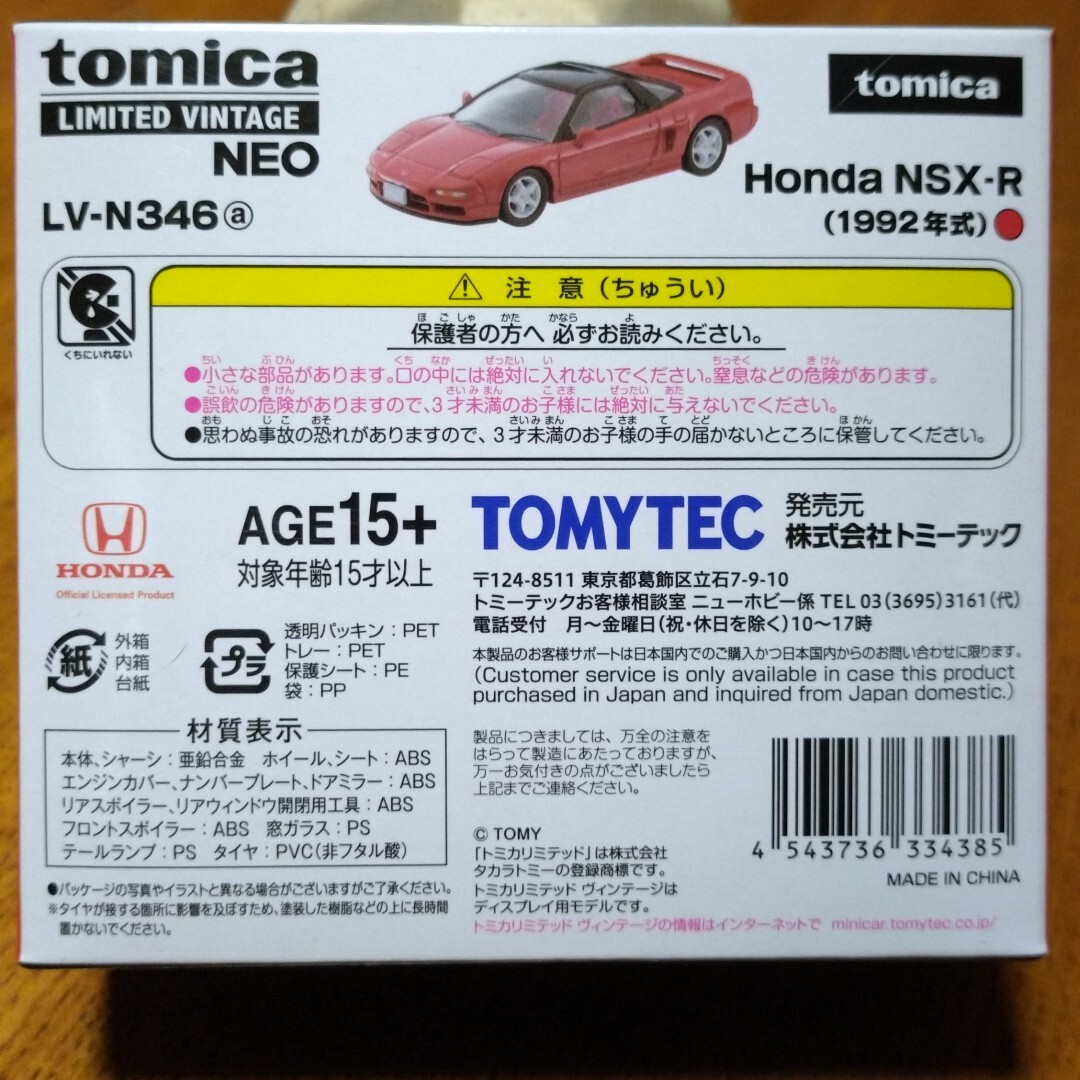 tomica
LIMITED VINTAGE
NEO
LV-N346ⓐ
tomica
Honda NSX-R
(1992年式)
くちにいれない
⚠ 注 意 (ちゅうい)
保護者の方へ 必ずお読みください。
●小さな部品があります。口の中には絶対に入れないでください。窒息などの危険があります。
●誤飲の危険がありますので、3才未満のお子様には絶対に与えないでください。
●思わぬ事故の恐れがありますので、3才未満のお子様の手の届かないところに保管してください。
HONDA
Official Licensed Product
AGE15+
対象年齢15才以上
TOMYTEC
発売元
株式会社トミーテック
〒124-8511 東京都葛飾区立石7-9-10
トミーテックお客様相談室 ニューホビー係 TEL 03(3695)3161(代)
電話受付 月〜金曜日(祝・休日を除く)10〜17時
本製品のお客様サポートは日本国内でのご購入かつ日本国内からのお問い合わせに限ります。
(Customer service is only available in case this product
purchased in Japan and inquired from Japan domestic.)
紙
外箱
内箱
台紙
プラ
透明パッキン:PET
トレー:PET
保護シート:PE
袋:PP
材質表示
本体、シャーシ:亜鉛合金 ホイール、シート:ABS
エンジンカバー、ナンバープレート、ドアミラー:ABS
リアスポイラー、リアウィンドウ開閉用工具:ABS
フロントスポイラー:ABS 窓ガラス:PS
テールランプ:PS タイヤ:PVC(非フタル酸)
●パッケージの写真やイラストと異なる場合がございますがご了承ください。
※タイヤが接する箇所に影響を及ぼすため、塗装した樹脂などの上に長時間
置かないでください。
製品につきましては、万全の注意を
はらって製造にあたっておりますが、
万一お気付きの点がございましたら
上記までご連絡ください。
© TOMY
「トミカリミテッド」は株式会社
タカラトミーの登録商標です。
トミカリミテッド ヴィンテージは
ディスプレイ用モデルです。
トミカリミテッド ヴィンテージの情報はインターネットで minicar.tomytec.co.jp/
4 543736 334385
MADE IN CHINA